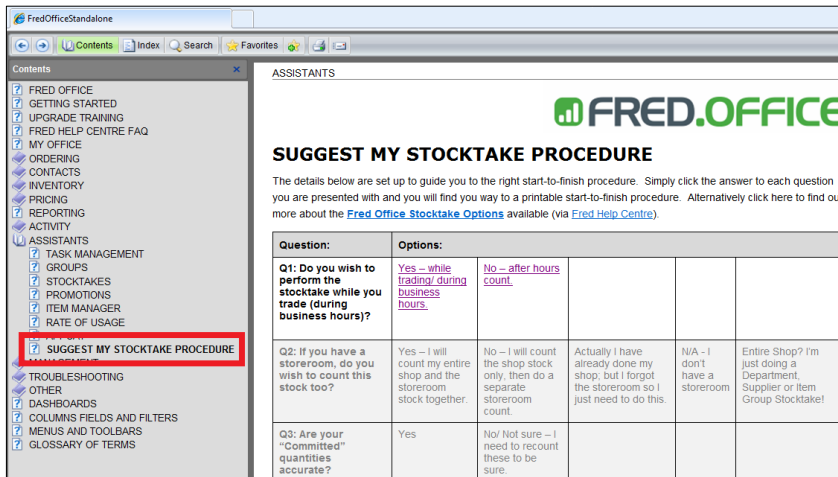 FredOfficeStandalone
Contents Index Search Favorites
Contents ×
FRED OFFICE
GETTING STARTED
UPGRADE TRAINING
FRED HELP CENTRE FAQ
MY OFFICE
ORDERING
CONTACTS
INVENTORY
PRICING
REPORTING
ACTIVITY
ASSISTANTS
TASK MANAGEMENT
GROUPS
STOCKTAKES
PROMOTIONS
ITEM MANAGER
RATE OF USAGE
SUGGEST MY STOCKTAKE PROCEDURE
MANAGEMENT
TROUBLESHOOTING
OTHER
DASHBOARDS
COLUMNS FIELDS AND FILTERS
MENUS AND TOOLBARS
GLOSSARY OF TERMS
ASSISTANTS
FRED.OFFICE
SUGGEST MY STOCKTAKE PROCEDURE
The details below are set up to guide you to the right start-to-finish procedure. Simply click the answer to each question
you are presented with and you will find you way to a printable start-to-finish procedure. Alternatively click here to find ou
more about the Fred Office Stocktake Options available (via Fred Help Centre).
Question: Options:
Q1: Do you wish to
perform the
stocktake while you
trade (during
business hours)?
Yes – while
trading/ during
business
hours.
No – after hours
count.
Q2: If you have a
storeroom, do you
wish to count this
stock too?
Yes – I will
count my entire
shop and the
storeroom
stock together.
No – I will count
the shop stock
only, then do a
separate
storeroom
count.
Actually I have
already done my
shop; but I forgot
the storeroom so I
just need to do this.
N/A - I
don't
have a
storeroom
Entire Shop? I'm
just doing a
Department,
Supplier or Item
Group Stocktake!
Q3: Are your
“Committed”
quantities
accurate?
Yes
No/ Not sure – I
need to recount
these to be
sure.